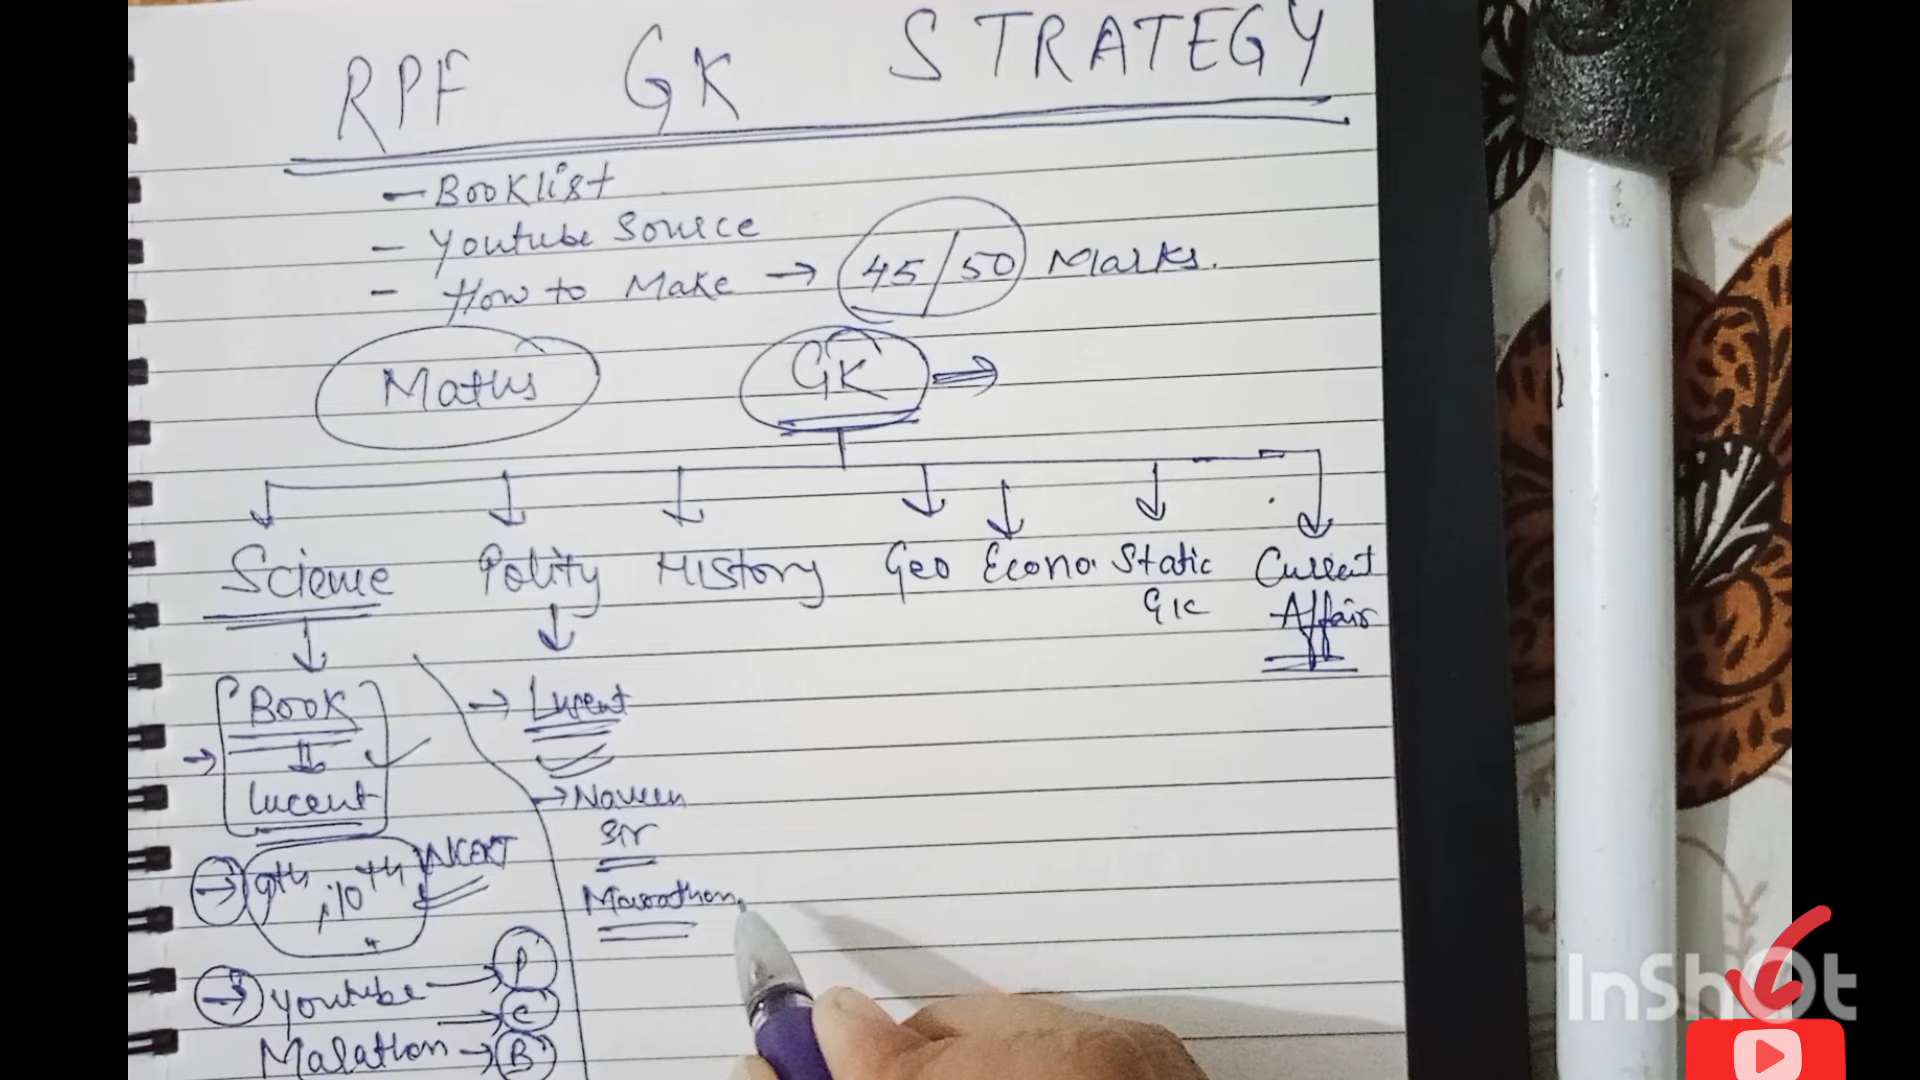 RPF GK STRATEGY
- Booklist
- Youtube Source
- How to Make → 45/50 Marks.
Maths GK →
Science Polity History Geo Econo. Static GK Current Affair
Book
Lucent
→ 9th, 10th NCERT
→ Youtube Marathon → P C B
→ Lucent
→ Naveen
Sir
Marathon
InShOt